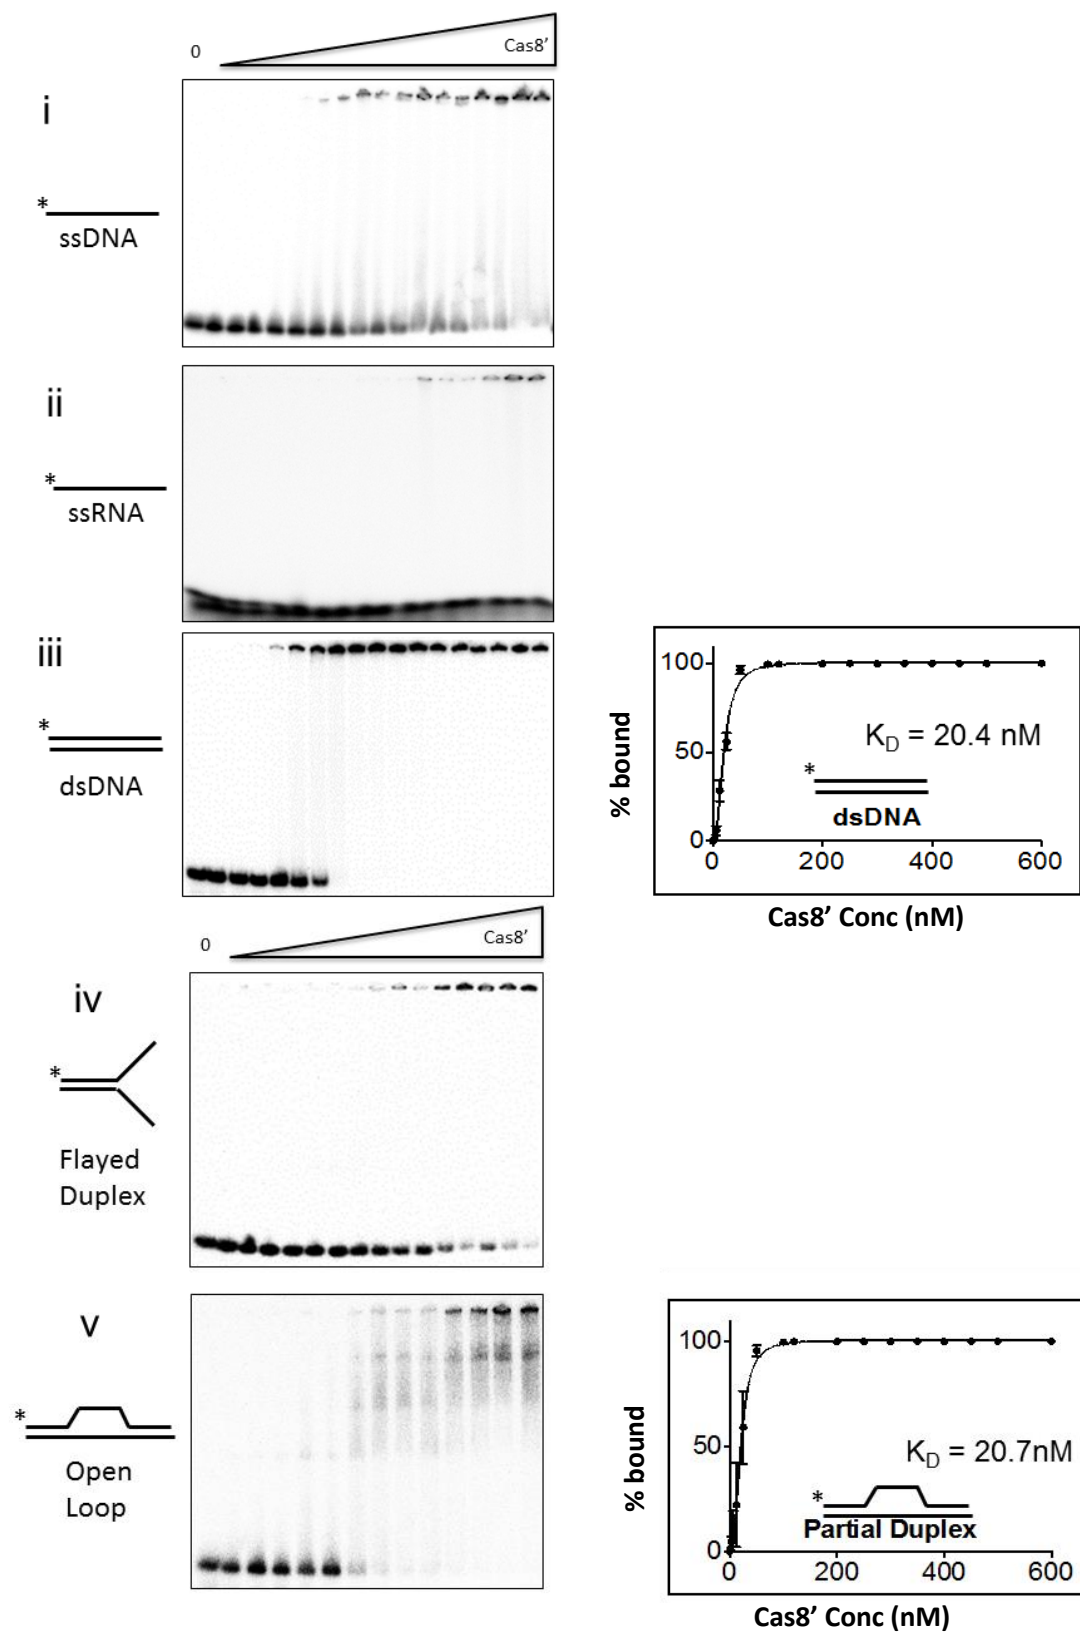 0
Cas8’
i
*
ssDNA
ii
*
ssRNA
iii
*
dsDNA
100
50
0
% bound
K_D = 20.4 nM
*
dsDNA
0 200 400 600
Cas8’ Conc (nM)
0
Cas8’
iv
*
Flayed
Duplex
v
*
Open
Loop
100
50
0
% bound
K_D = 20.7nM
*
Partial Duplex
0 200 400 600
Cas8’ Conc (nM)